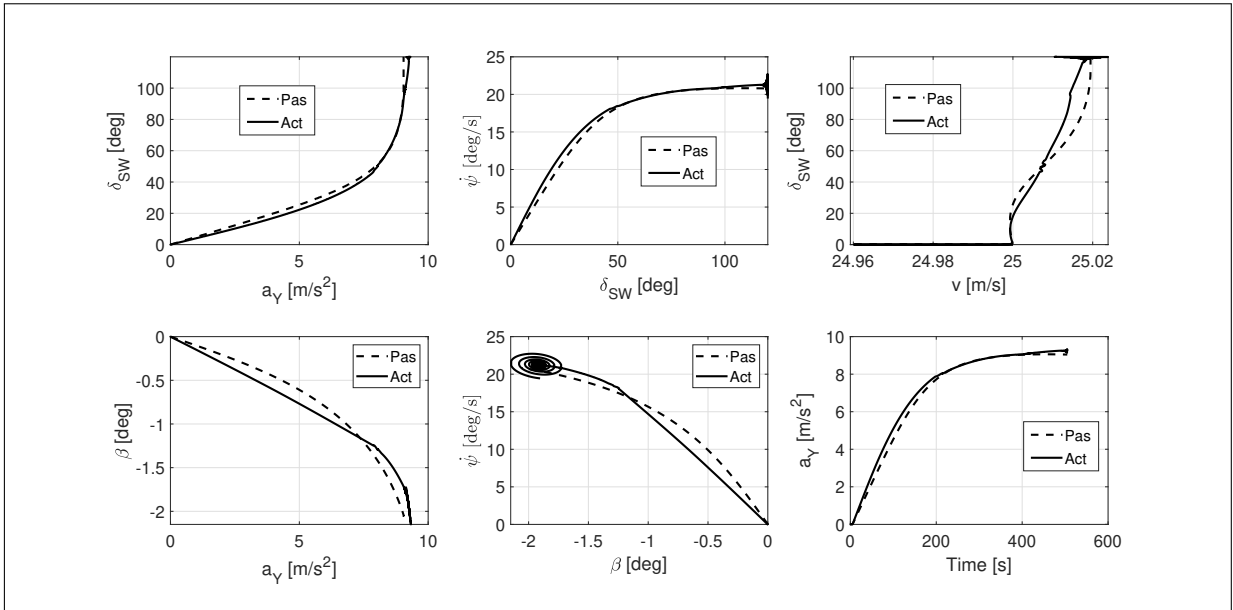 100
80
60
40
20
0
δSW [deg]
Pas
Act
0 5 10
aY [m/s2]
25
20
15
10
5
0
ψ̇ [deg/s]
Pas
Act
0 50 100
δSW [deg]
100
80
60
40
20
0
δSW [deg]
Pas
Act
24.96 24.98 25 25.02
v [m/s]
0
-0.5
-1
-1.5
-2
β [deg]
Pas
Act
0 5 10
aY [m/s2]
25
20
15
10
5
0
ψ̇ [deg/s]
Pas
Act
-2 -1.5 -1 -0.5 0
β [deg]
10
8
6
4
2
0
aY [m/s2]
Pas
Act
0 200 400 600
Time [s]